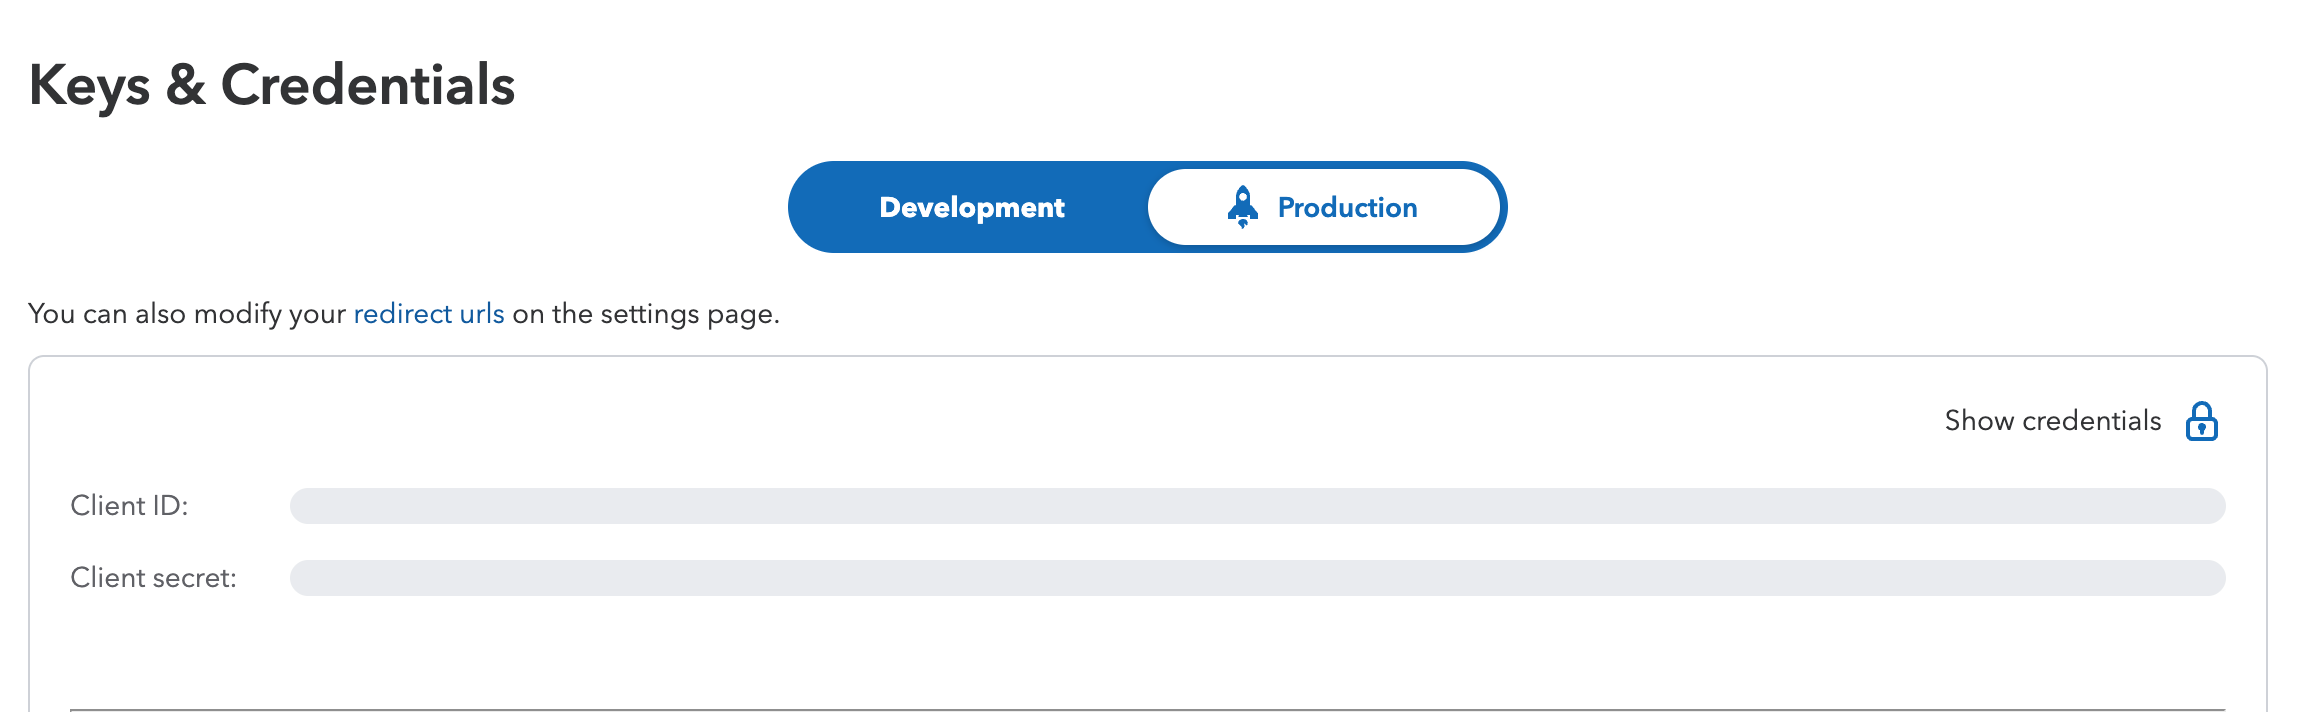 Keys & Credentials
Development
Production
You can also modify your redirect urls on the settings page.
Show credentials
Client ID:
Client secret: